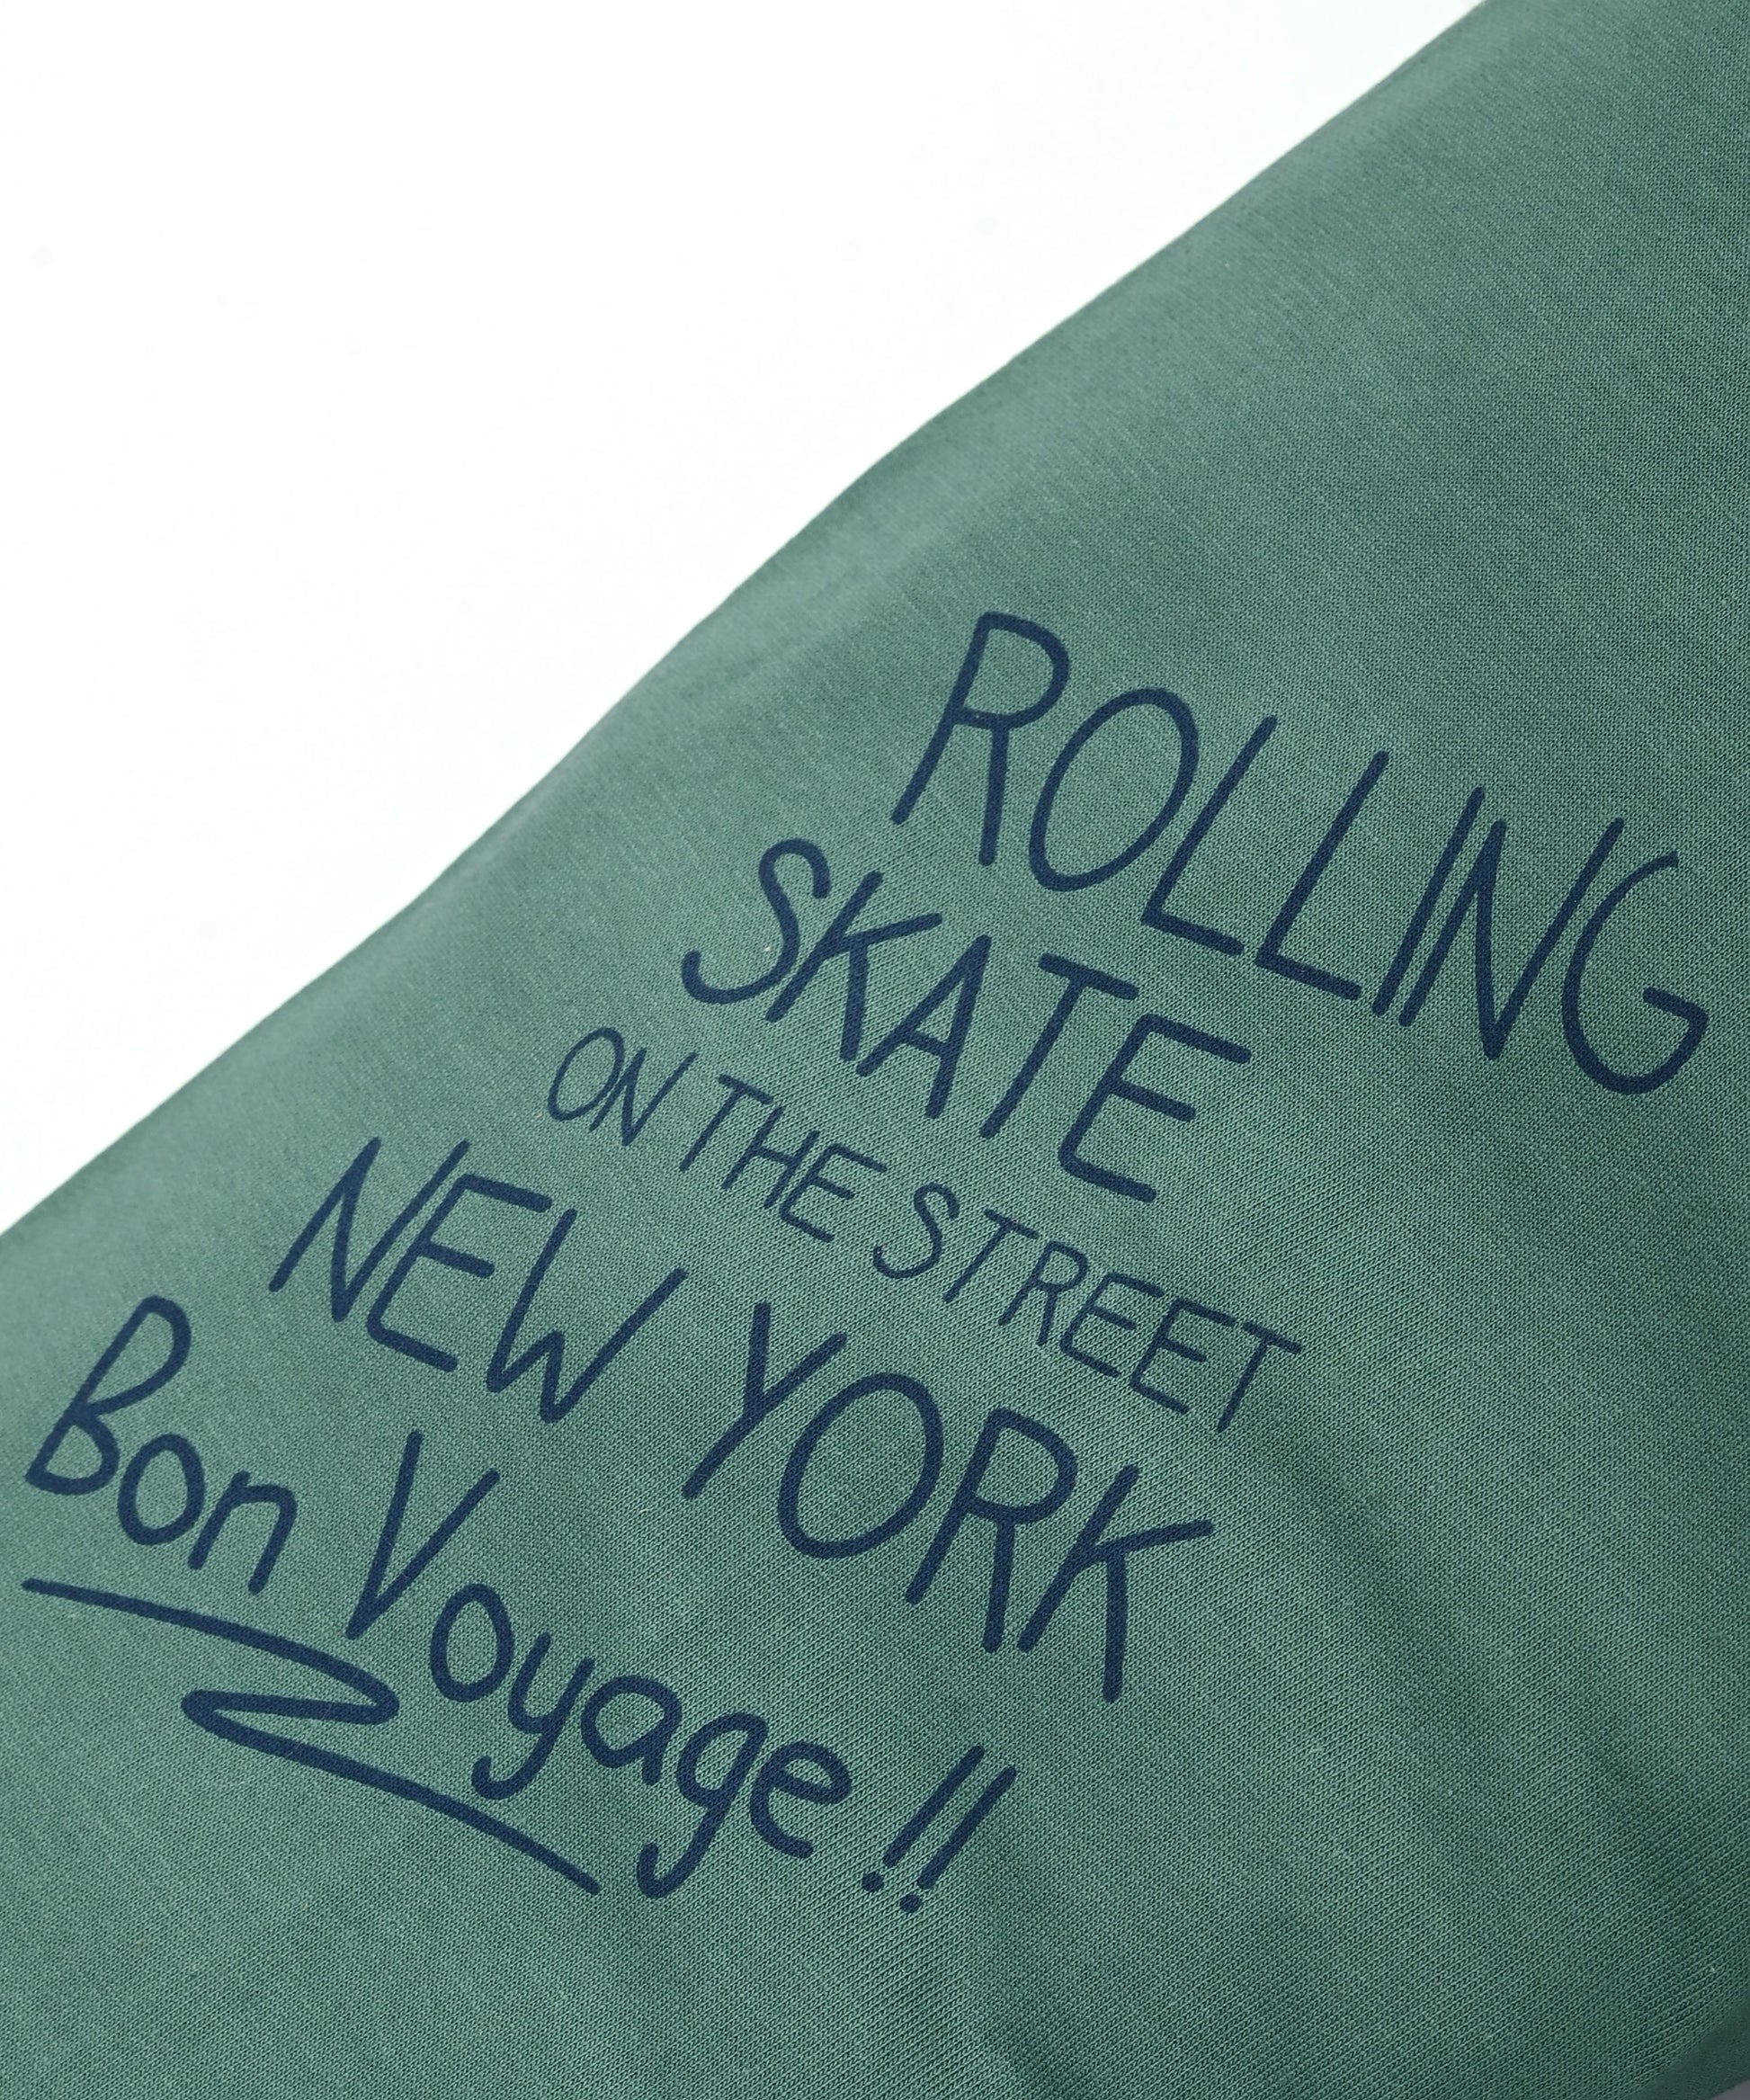 ROLLING
SKATE
ON THE STREET
NEW YORK
Bon Voyage!!